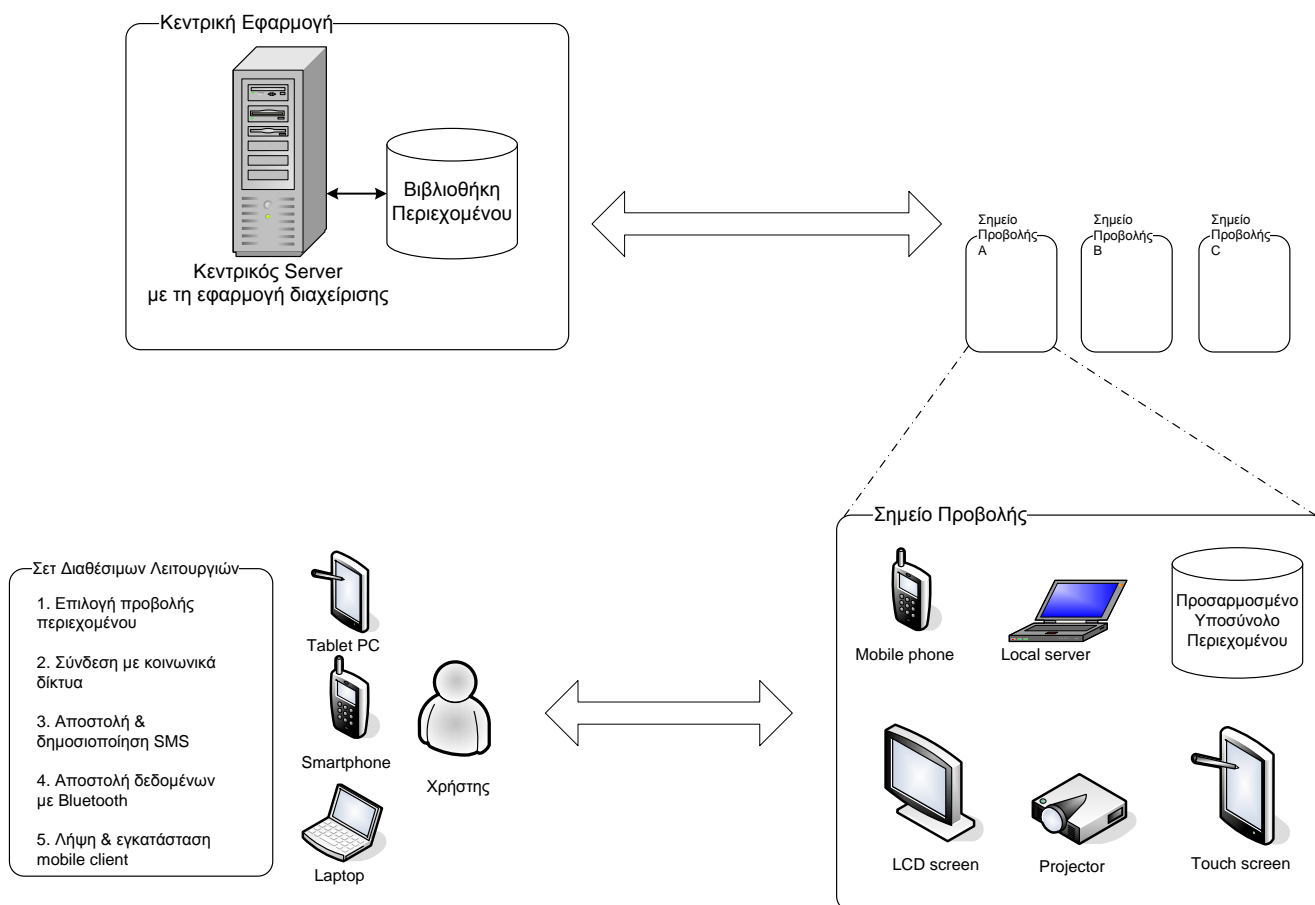 Κεντρική Εφαρμογή
Βιβλιοθήκη
Περιεχομένου
Κεντρικός Server
με τη εφαρμογή διαχείρισης
Σημείο
Προβολής
A
Σημείο
Προβολής
B
Σημείο
Προβολής
C
Σετ Διαθέσιμων Λειτουργιών
1. Επιλογή προβολής
περιεχομένου
2. Σύνδεση με κοινωνικά
δίκτυα
3. Αποστολή &
δημοσιοποίηση SMS
4. Αποστολή δεδομένων
με Bluetooth
5. Λήψη & εγκατάσταση
mobile client
Tablet PC
Smartphone
Laptop
Χρήστης
Σημείο Προβολής
Mobile phone
Local server
Προσαρμοσμένο
Υποσύνολο
Περιεχομένου
LCD screen
Projector
Touch screen